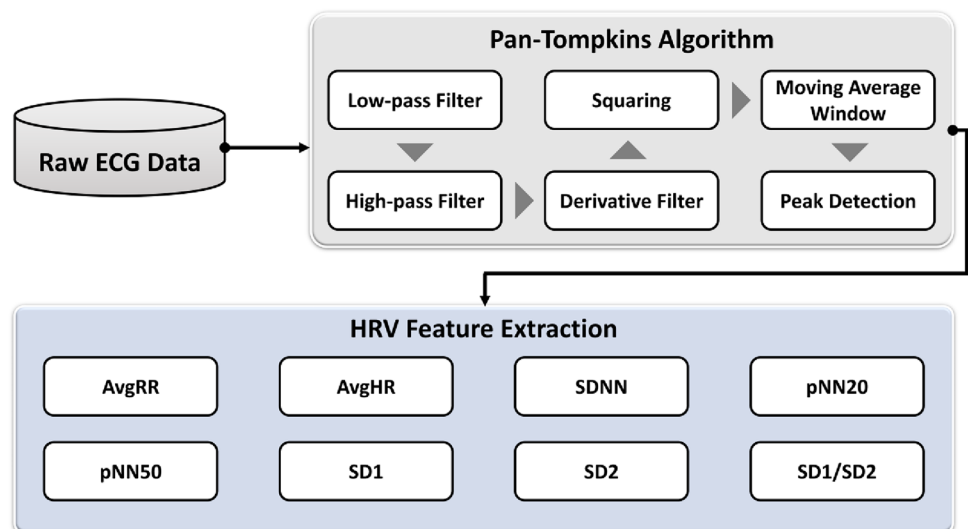 Pan-Tompkins Algorithm
Low-pass Filter
Squaring
Moving Average
Window
Raw ECG Data
High-pass Filter
Derivative Filter
Peak Detection
HRV Feature Extraction
AvgRR
AvgHR
SDNN
pNN20
pNN50
SD1
SD2
SD1/SD2